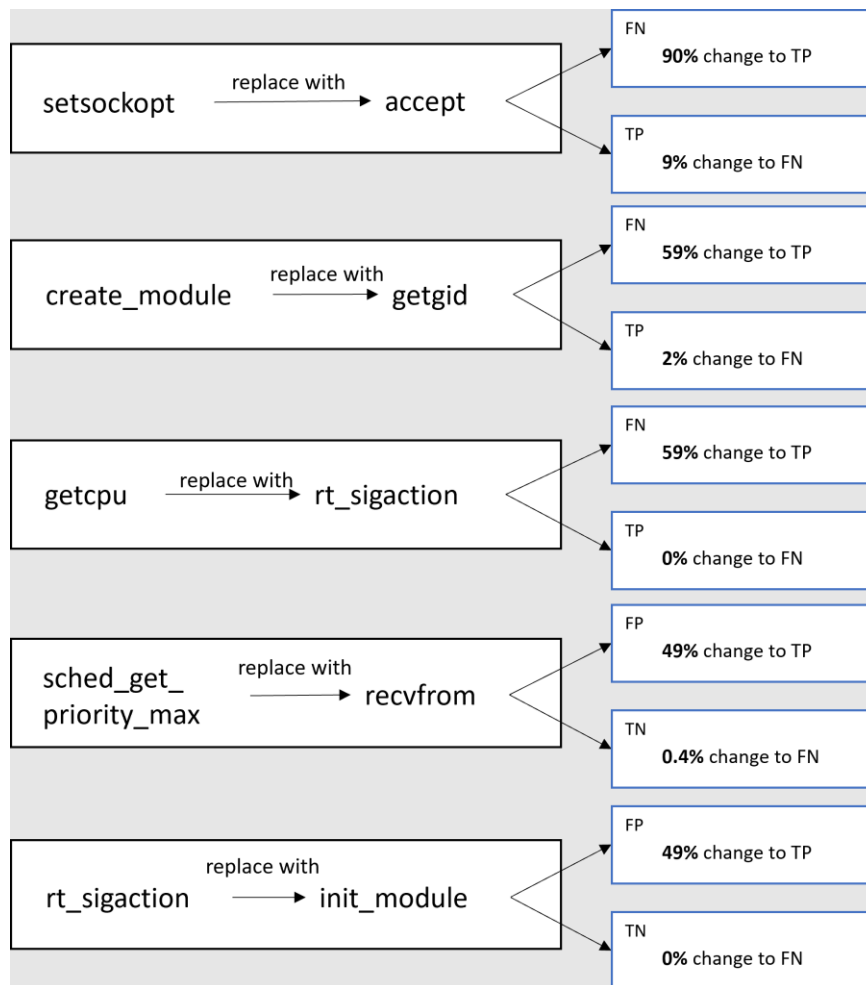 FN
90% change to TP
setsockopt replace with accept
TP
9% change to FN
FN
59% change to TP
create_module replace with getgid
TP
2% change to FN
FN
59% change to TP
getcpu replace with rt_sigaction
TP
0% change to FN
FP
49% change to TP
sched_get_
priority_max replace with recvfrom
TN
0.4% change to FN
FP
49% change to TP
rt_sigaction replace with init_module
TN
0% change to FN